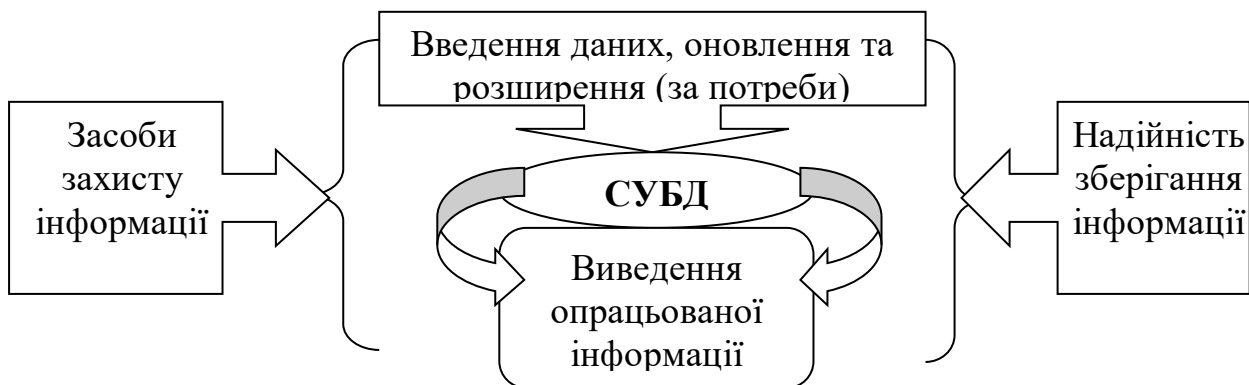 Введення даних, оновлення та
розширення (за потреби)
Засоби
захисту
інформації
СУБД
Надійність
зберігання
інформації
Виведення
опрацьованої
інформації